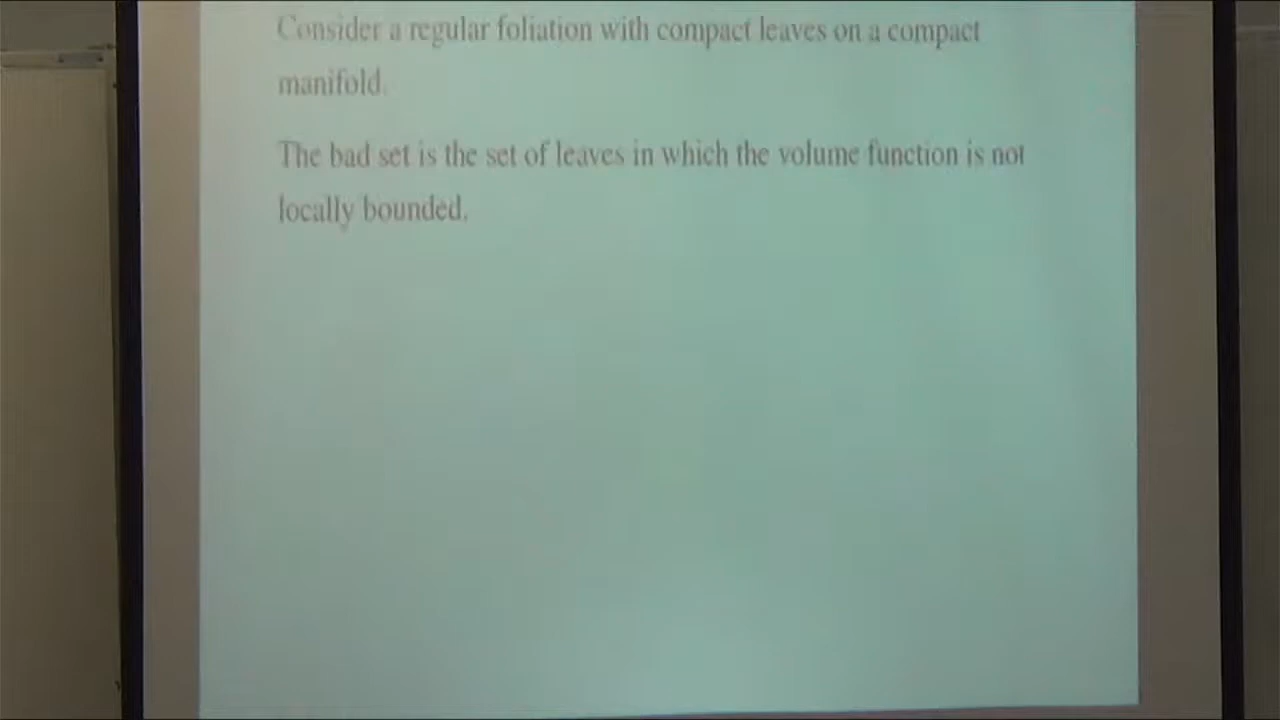 Consider a regular foliation with compact leaves on a compact
manifold.
The bad set is the set of leaves in which the volume function is not
locally bounded.